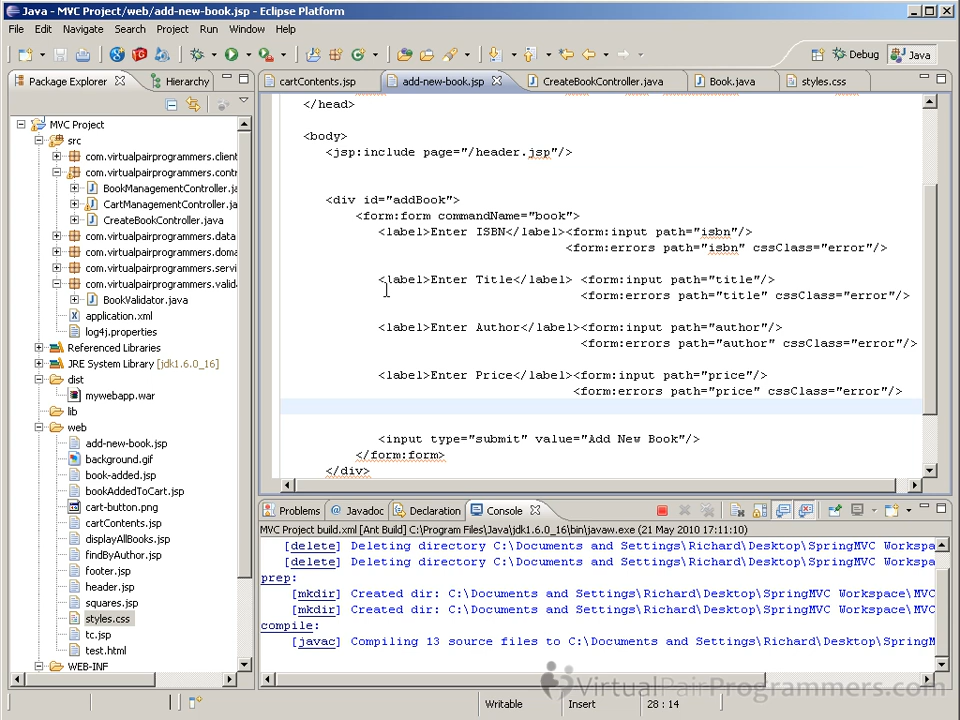 Java - MVC Project/web/add-new-book.jsp - Eclipse Platform
File Edit Navigate Search Project Run Window Help
Debug Java
Package Explorer Hierarchy
cartContents.jsp add-new-book.jsp CreateBookController.java Book.java styles.css
MVC Project
src
com.virtualpairprogrammers.client
com.virtualpairprogrammers.contr
BookManagementController.ja
CartManagementController.ja
CreateBookController.java
com.virtualpairprogrammers.data
com.virtualpairprogrammers.doma
com.virtualpairprogrammers.servi
com.virtualpairprogrammers.valida
BookValidator.java
application.xml
log4j.properties
Referenced Libraries
JRE System Library [jdk1.6.0_16]
dist
mywebapp.war
lib
web
add-new-book.jsp
background.gif
book-added.jsp
bookAddedToCart.jsp
cart-button.png
cartContents.jsp
displayAllBooks.jsp
findByAuthor.jsp
footer.jsp
header.jsp
squares.jsp
styles.css
tc.jsp
test.html
WEB-INF
</head>
<body>
<jsp:include page="/header.jsp"/>
<div id="addBook">
<form:form commandName="book">
<label>Enter ISBN</label><form:input path="isbn"/>
<form:errors path="isbn" cssClass="error"/>
<label>Enter Title</label> <form:input path="title"/>
<form:errors path="title" cssClass="error"/>
<label>Enter Author</label><form:input path="author"/>
<form:errors path="author" cssClass="error"/>
<label>Enter Price</label><form:input path="price"/>
<form:errors path="price" cssClass="error"/>
<input type="submit" value="Add New Book"/>
</form:form>
</div>
Problems Javadoc Declaration Console
MVC Project build.xml [Ant Build] C:\Program Files\Java\jdk1.6.0_16\bin\javaw.exe (21 May 2010 17:11:10)
[delete] Deleting directory C:\Documents and Settings\Richard\Desktop\SpringMVC Workspa
[delete] Deleting directory C:\Documents and Settings\Richard\Desktop\SpringMVC Workspa
prep:
[mkdir] Created dir: C:\Documents and Settings\Richard\Desktop\SpringMVC Workspace\MVC
[mkdir] Created dir: C:\Documents and Settings\Richard\Desktop\SpringMVC Workspace\MVC
compile:
[javac] Compiling 13 source files to C:\Documents and Settings\Richard\Desktop\SpringM
VirtualPairProgrammers.com
Writable Insert 28 : 14